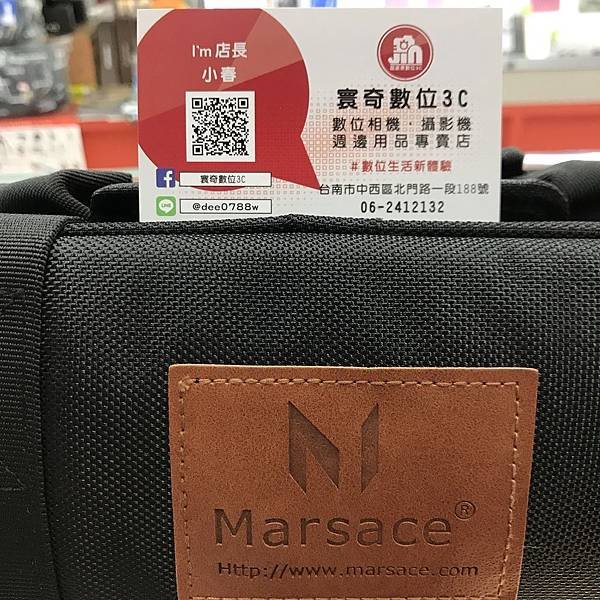 I'm 店長
小春
寰奇數位3C
@dee0788w
Jin
寰奇數位3C
數位相機・攝影機
週邊用品專賣店
#數位生活新體驗
台南市中西區北門路一段188號
06-2412132
Marsace®
Http://www.marsace.com